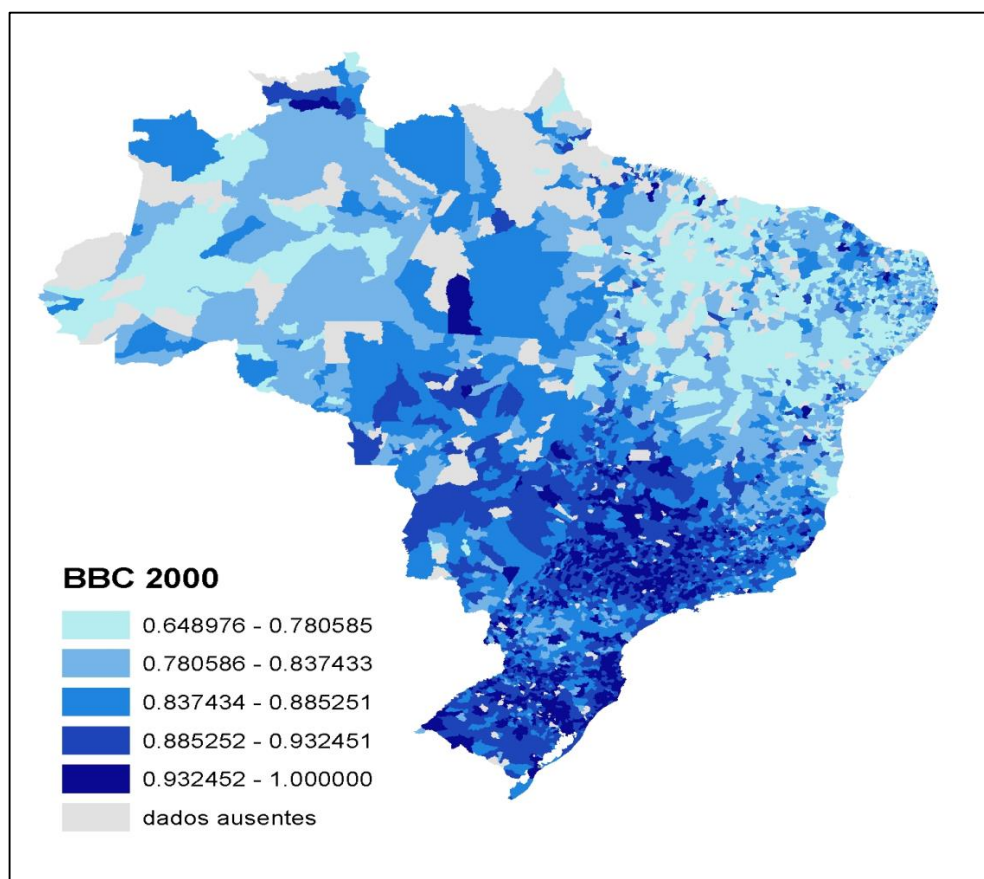 BBC 2000
0.648976 - 0.780585
0.780586 - 0.837433
0.837434 - 0.885251
0.885252 - 0.932451
0.932452 - 1.000000
dados ausentes